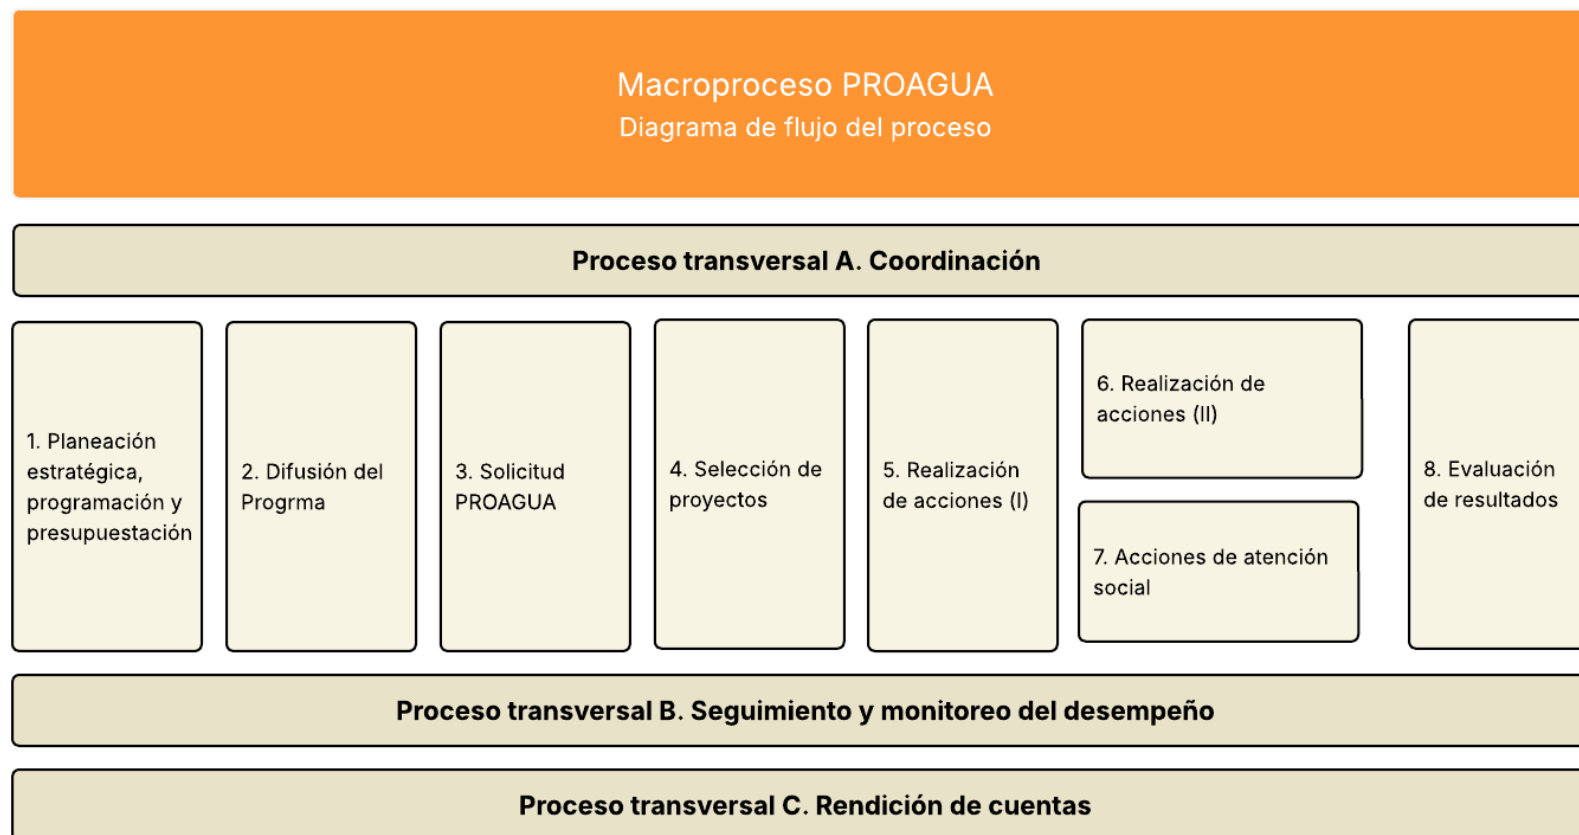 Macroproceso PROAGUA
Diagrama de flujo del proceso
Proceso transversal A. Coordinación
1. Planeación
estratégica,
programación y
presupuestación
2. Difusión del
Progrma
3. Solicitud
PROAGUA
4. Selección de
proyectos
5. Realización
de acciones (I)
6. Realización de
acciones (II)
7. Acciones de atención
social
8. Evaluación
de resultados
Proceso transversal B. Seguimiento y monitoreo del desempeño
Proceso transversal C. Rendición de cuentas